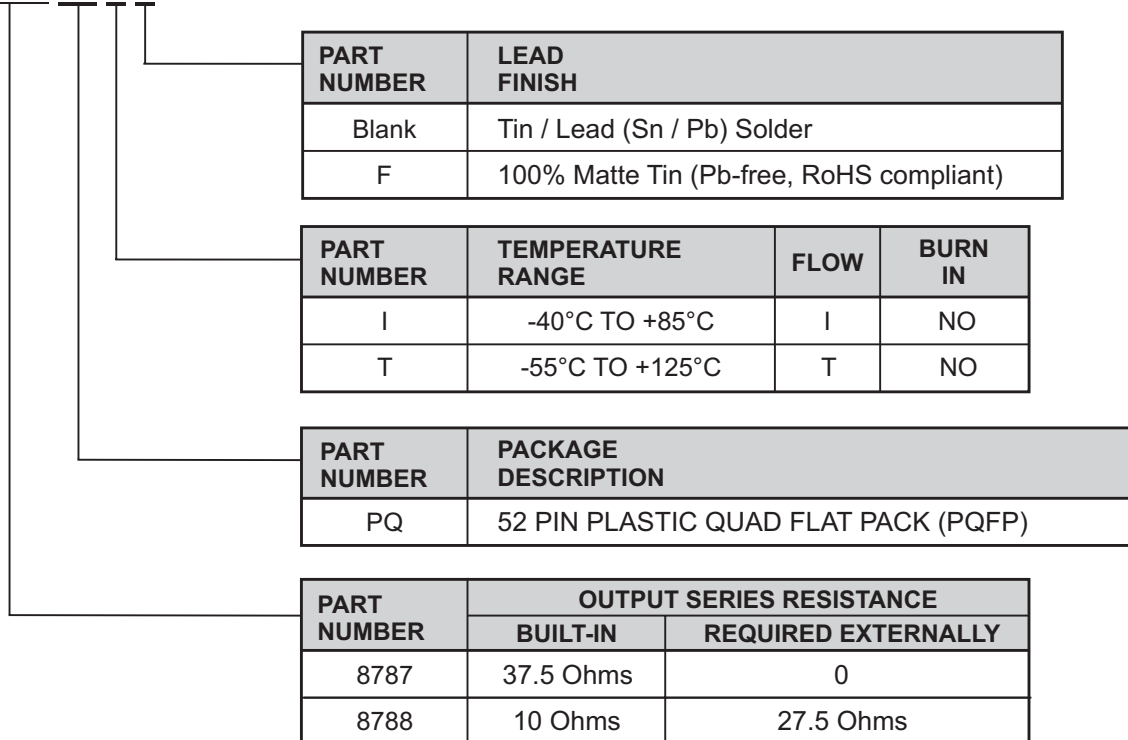 PART NUMBER LEAD FINISH
Blank Tin / Lead (Sn / Pb) Solder
F 100% Matte Tin (Pb-free, RoHS compliant)
PART NUMBER TEMPERATURE RANGE FLOW BURN IN
I -40°C TO +85°C I NO
T -55°C TO +125°C T NO
PART NUMBER PACKAGE DESCRIPTION
PQ 52 PIN PLASTIC QUAD FLAT PACK (PQFP)
PART NUMBER OUTPUT SERIES RESISTANCE
BUILT-IN REQUIRED EXTERNALLY
8787 37.5 Ohms 0
8788 10 Ohms 27.5 Ohms